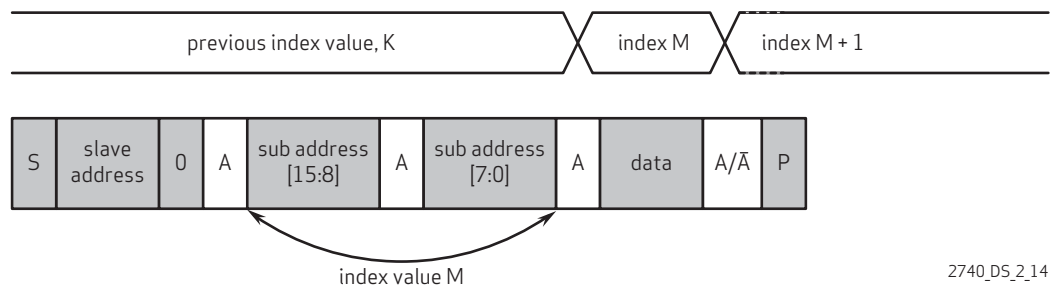 previous index value, K
index M
index M + 1
S
slave
address
0
A
sub address
[15:8]
A
sub address
[7:0]
A
data
A/Ā
P
index value M
2740_DS_2_14